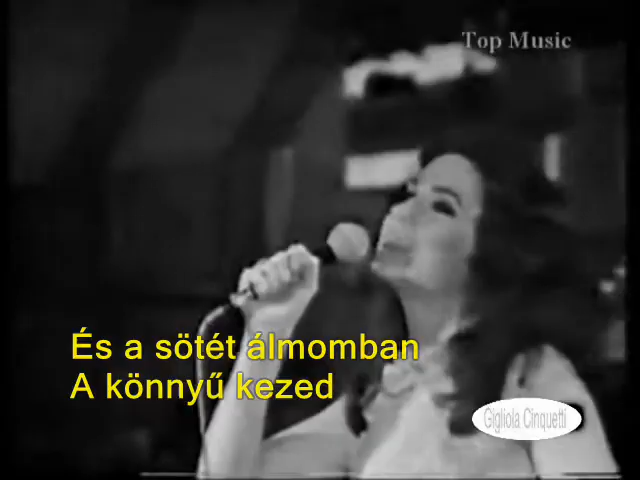 Top Music
És a sötét álmomban
A könnyű kezed
Gigliola Cinquetti